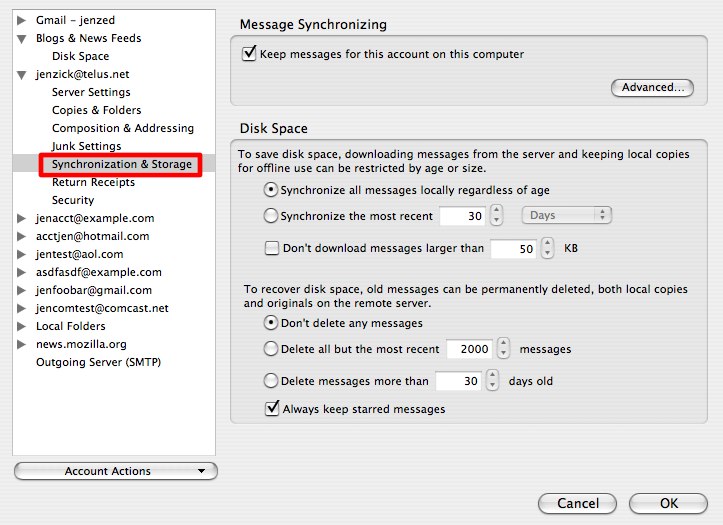 Gmail - jenzed
Blogs & News Feeds
Disk Space
jenzick@telus.net
Server Settings
Copies & Folders
Composition & Addressing
Junk Settings
Synchronization & Storage
Return Receipts
Security
jenacct@example.com
acctjen@hotmail.com
jentest@aol.com
asdfasdf@example.com
jenfoobar@gmail.com
jencomtest@comcast.net
Local Folders
news.mozilla.org
Outgoing Server (SMTP)
Account Actions
Message Synchronizing
Keep messages for this account on this computer
Advanced...
Disk Space
To save disk space, downloading messages from the server and keeping local copies
for offline use can be restricted by age or size.
Synchronize all messages locally regardless of age
Synchronize the most recent 30 Days
Don't download messages larger than 50 KB
To recover disk space, old messages can be permanently deleted, both local copies
and originals on the remote server.
Don't delete any messages
Delete all but the most recent 2000 messages
Delete messages more than 30 days old
Always keep starred messages
Cancel OK